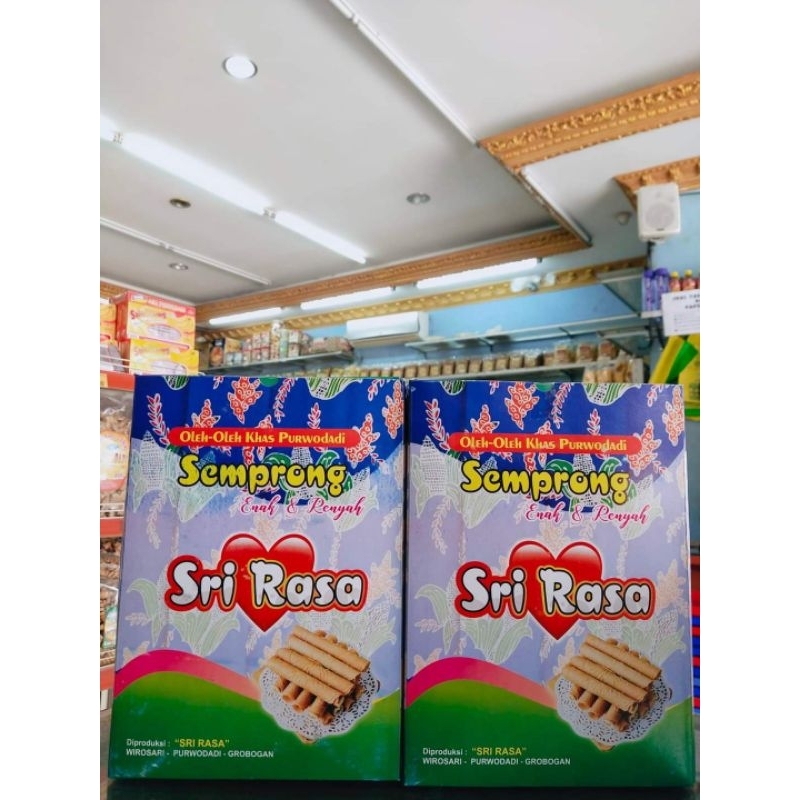 Oleh-Oleh Khas Purwodadi
Semprong
Enak & Renyah
Sri Rasa
Diproduksi : "SRI RASA"
WIROSARI - PURWODADI - GROBOGAN
Oleh-Oleh Khas Purwodadi
Semprong
Enak & Renyah
Sri Rasa
Diproduksi : "SRI RASA"
WIROSARI - PURWODADI - GROBOGAN